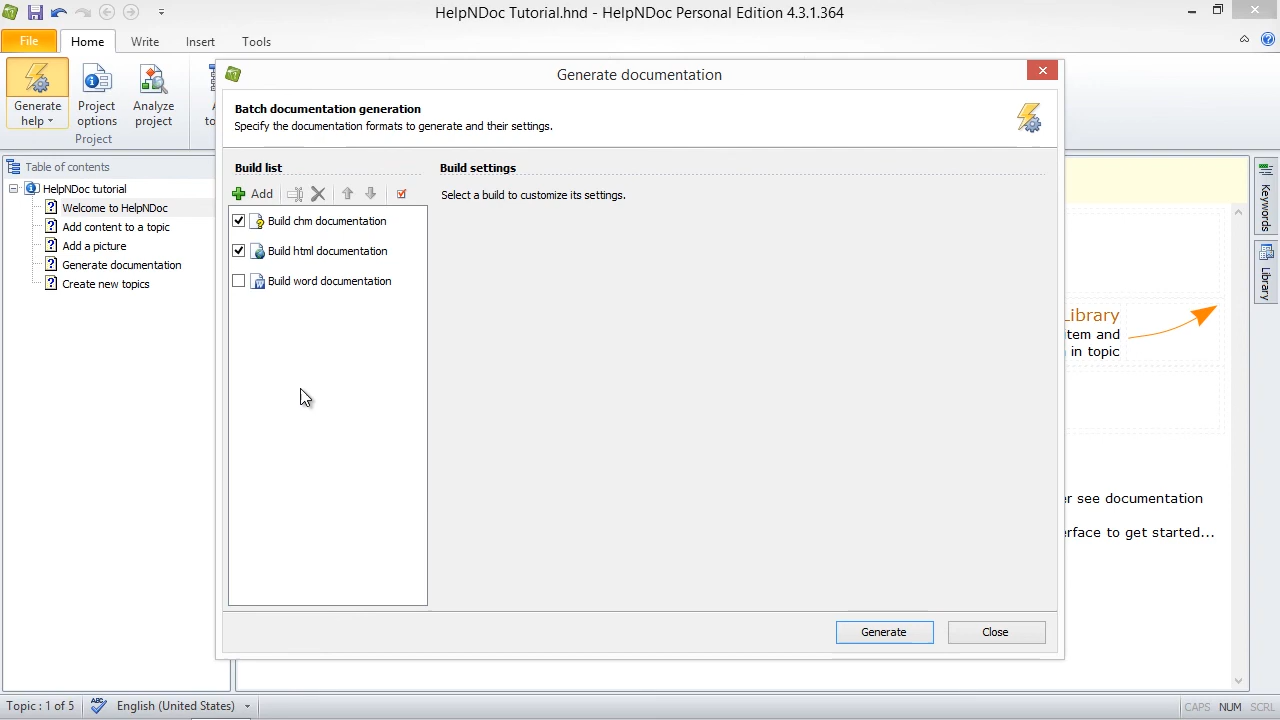 HelpNDoc Tutorial.hnd - HelpNDoc Personal Edition 4.3.1.364
File Home Write Insert Tools
Generate help
Project options
Analyze project
Project
Generate documentation
Batch documentation generation
Specify the documentation formats to generate and their settings.
Build list
Build settings
Add
Select a build to customize its settings.
Build chm documentation
Build html documentation
Build word documentation
Generate
Close
Table of contents
HelpNDoc tutorial
Welcome to HelpNDoc
Add content to a topic
Add a picture
Generate documentation
Create new topics
Library
item and
in topic
see documentation
to get started...
Keywords
Library
Topic : 1 of 5
English (United States)
CAPS NUM SCRL